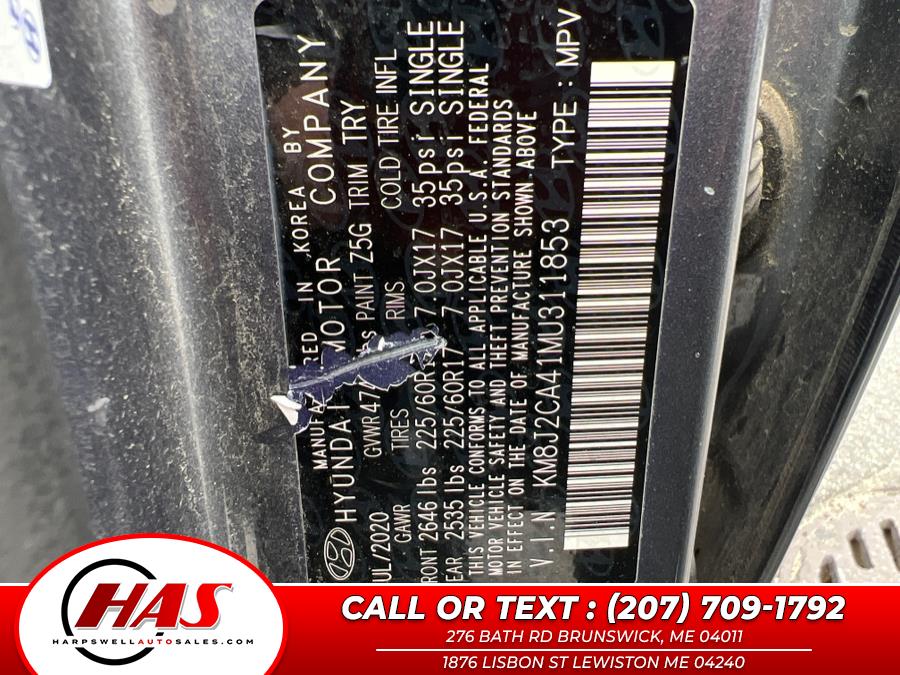 MANUFA RED IN KOREA BY
HYUNDAI MOTOR COMPANY
JUL/2020 GVWR 47 S PAINT Z5G TRIM TRY
GAWR TIRES RIMS COLD TIRE INFL
FRONT 2646 lbs 225/60R17 7.0JX17 35psi SINGLE
REAR 2535 lbs 225/60R17 7.0JX17 35psi SINGLE
THIS VEHICLE CONFORMS TO ALL APPLICABLE U.S.A. FEDERAL
MOTOR VEHICLE SAFETY AND THEFT PREVENTION STANDARDS
IN EFFECT ON THE DATE OF MANUFACTURE SHOWN ABOVE
V.I.N KM8J2CA41MU311853 TYPE : MPV
HAS
HARPSWELLAUTOSALES.COM
CALL OR TEXT : (207) 709-1792
276 BATH RD BRUNSWICK, ME 04011
1876 LISBON ST LEWISTON ME 04240